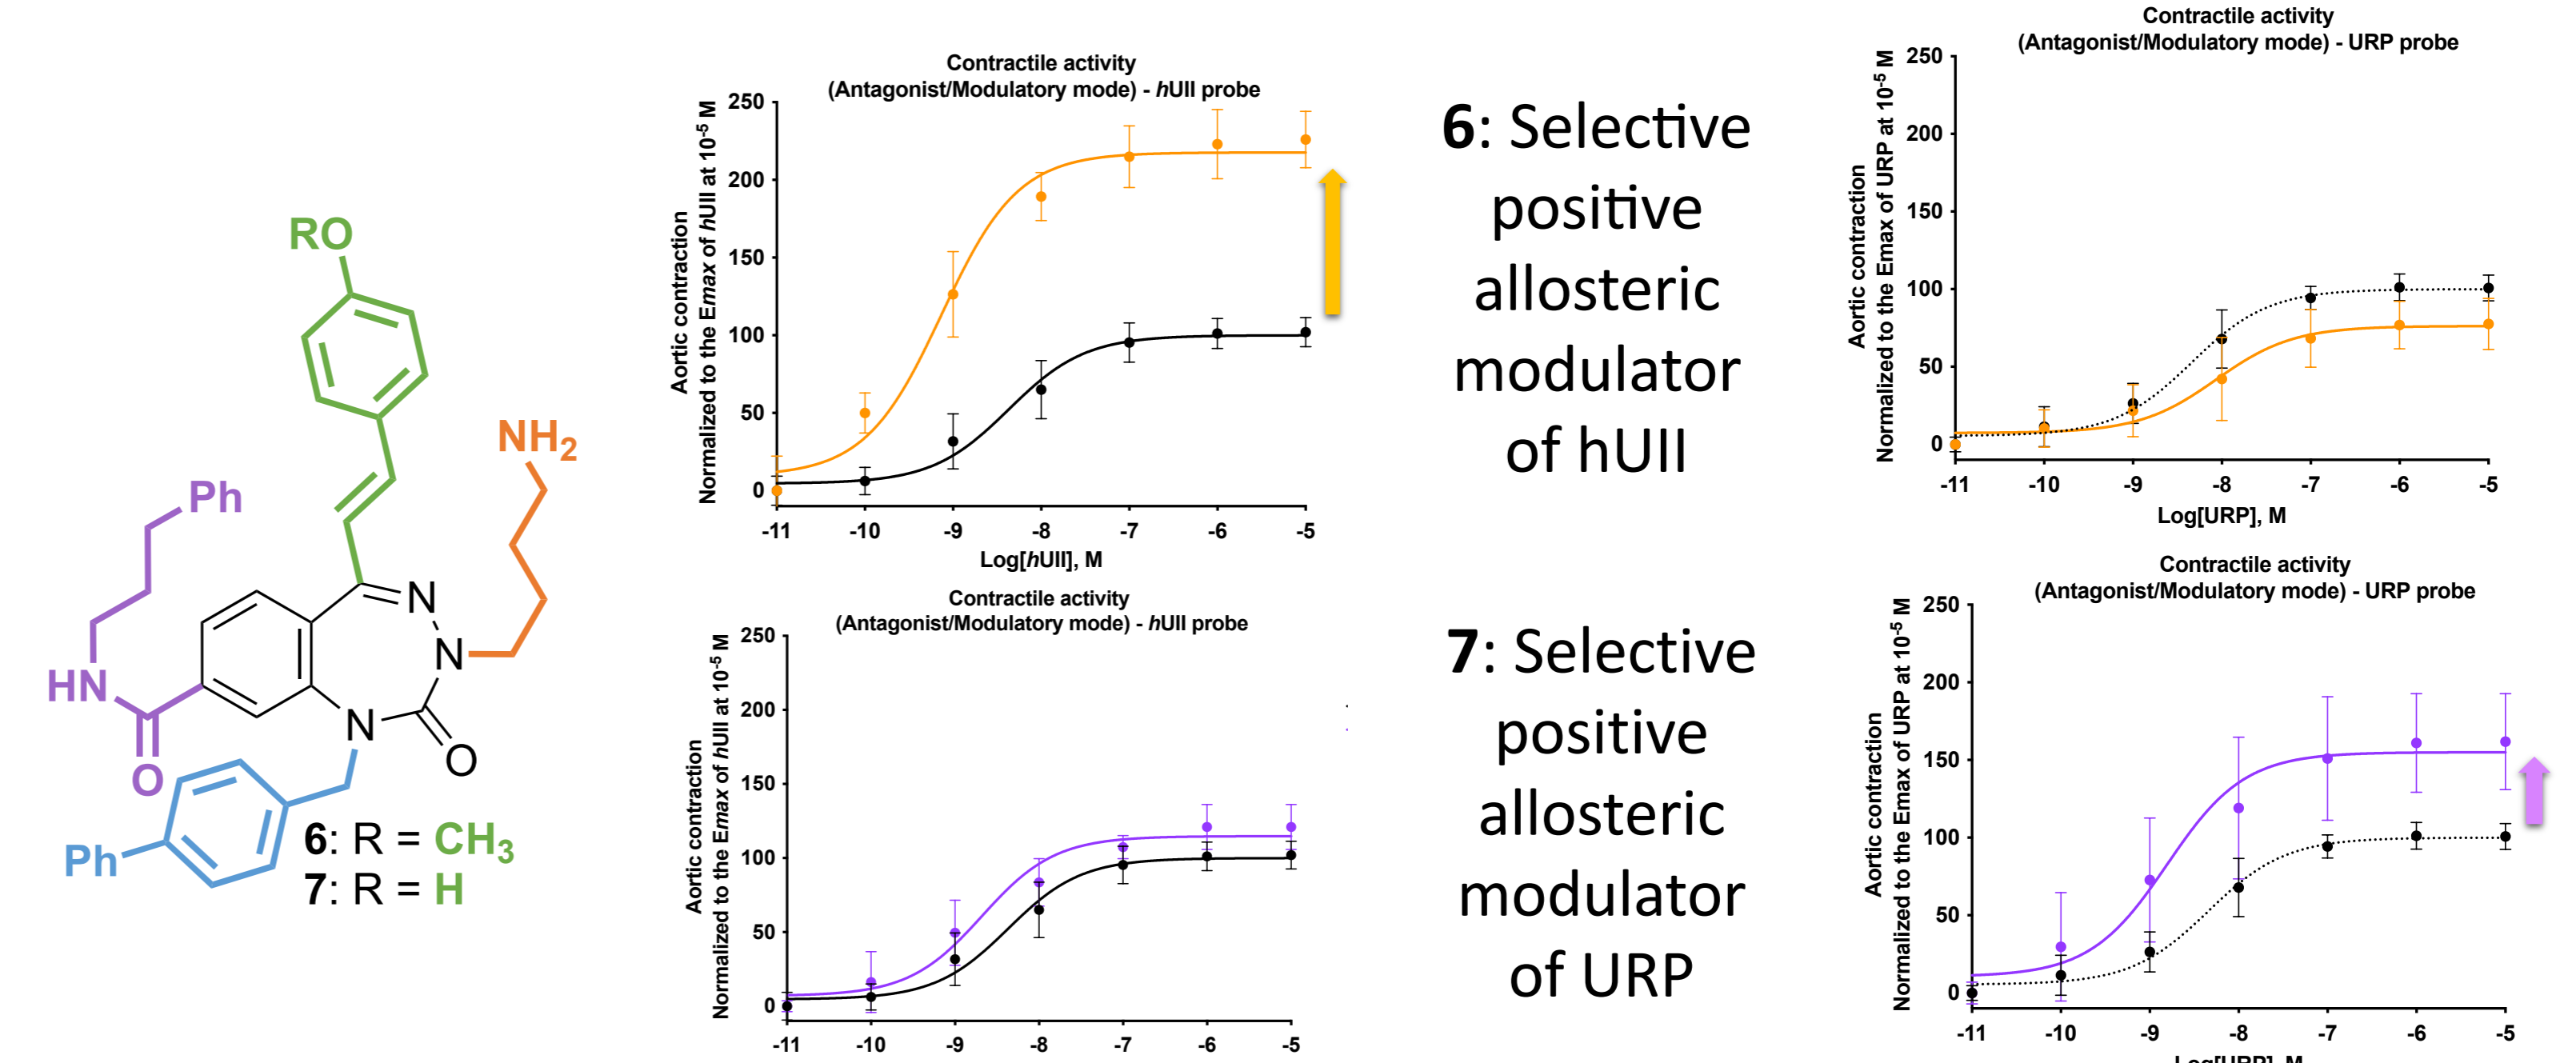 RO
NH2
Ph
N
N
HN
N
O
O
Ph
6: R = CH3
7: R = H
Contractile activity
(Antagonist/Modulatory mode) - hUII probe
Aortic contraction
Normalized to the Emax of hUII at 10-5 M
250
200
150
100
50
0
-11 -10 -9 -8 -7 -6 -5
Log[hUII], M
6: Selective
positive
allosteric
modulator
of hUII
Contractile activity
(Antagonist/Modulatory mode) - URP probe
Aortic contraction
Normalized to the Emax of URP at 10-5 M
250
200
150
100
50
0
-11 -10 -9 -8 -7 -6 -5
Log[URP], M
Contractile activity
(Antagonist/Modulatory mode) - hUII probe
Aortic contraction
Normalized to the Emax of hUII at 10-5 M
250
200
150
100
50
0
-11 -10 -9 -8 -7 -6 -5
7: Selective
positive
allosteric
modulator
of URP
Contractile activity
(Antagonist/Modulatory mode) - URP probe
Aortic contraction
Normalized to the Emax of URP at 10-5 M
250
200
150
100
50
0
-11 -10 -9 -8 -7 -6 -5
Log[URP], M